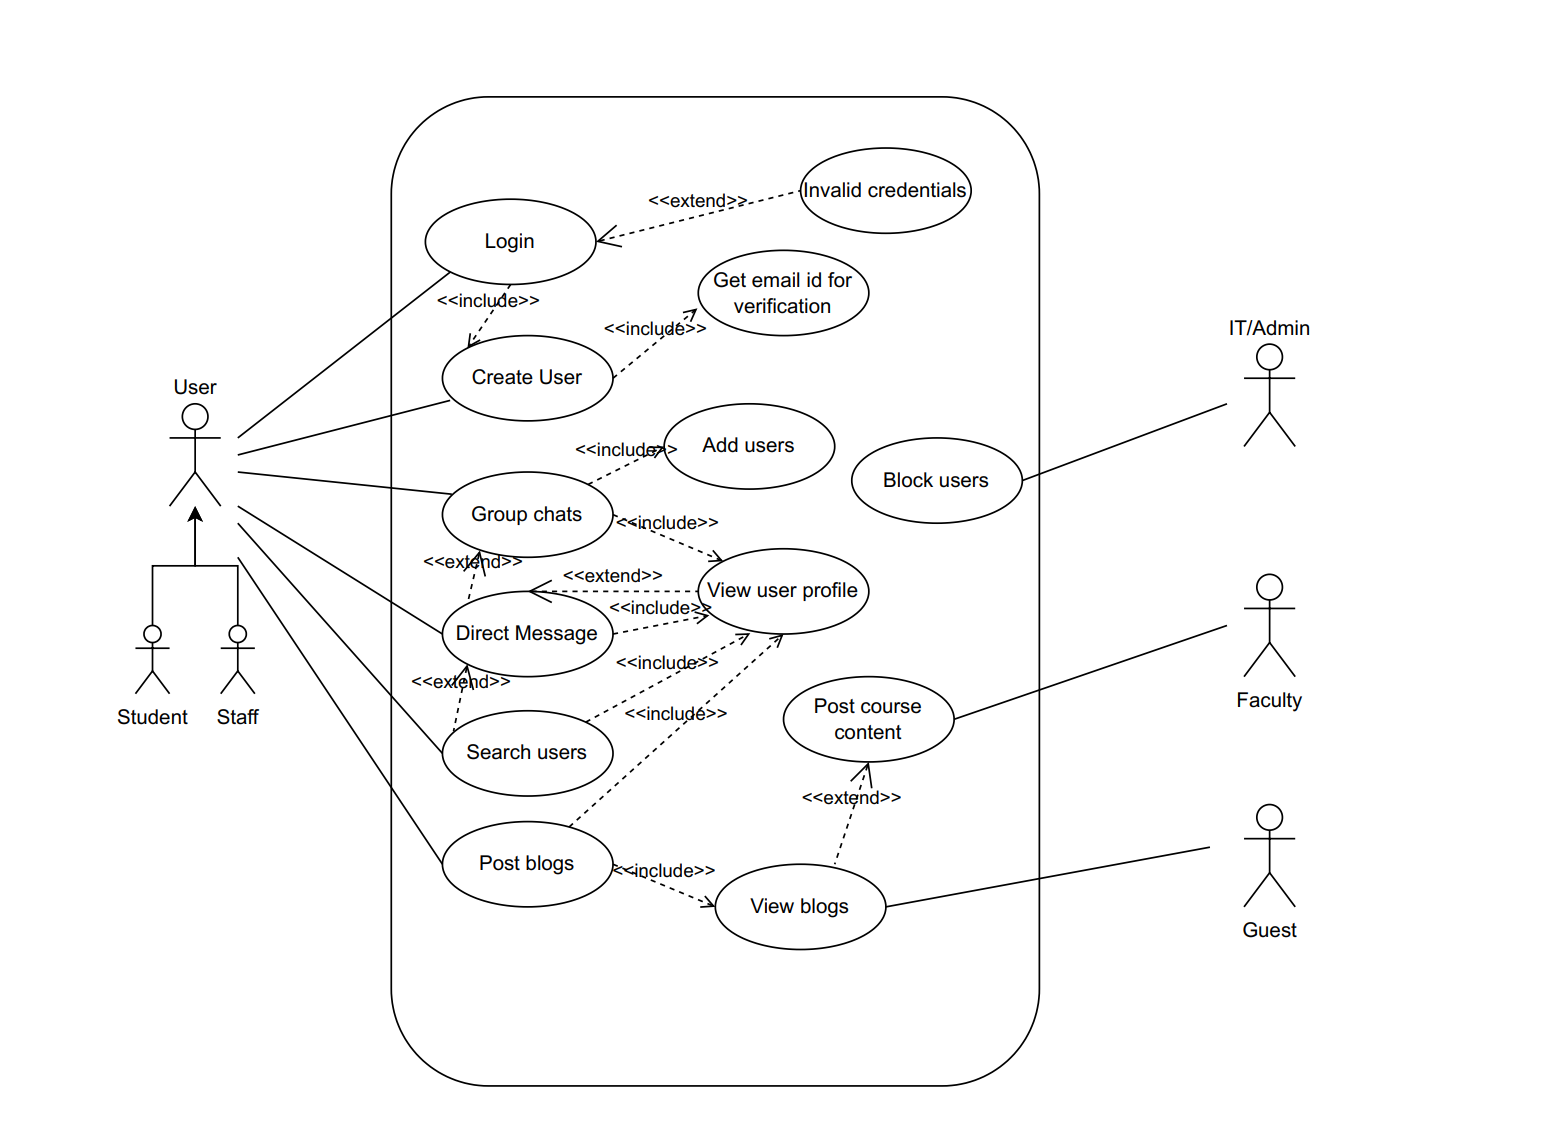 Invalid credentials
<<extend>>
Login
Get email id for
verification
<<include>>
<<include>>
IT/Admin
Create User
User
<<include>>
Add users
Block users
Group chats
<<include>>
<<extend>>
<<extend>>
View user profile
<<include>>
Direct Message
<<include>>
<<extend>>
Faculty
Post course
content
<<include>>
Student
Staff
Search users
<<extend>>
Post blogs
<<include>>
View blogs
Guest